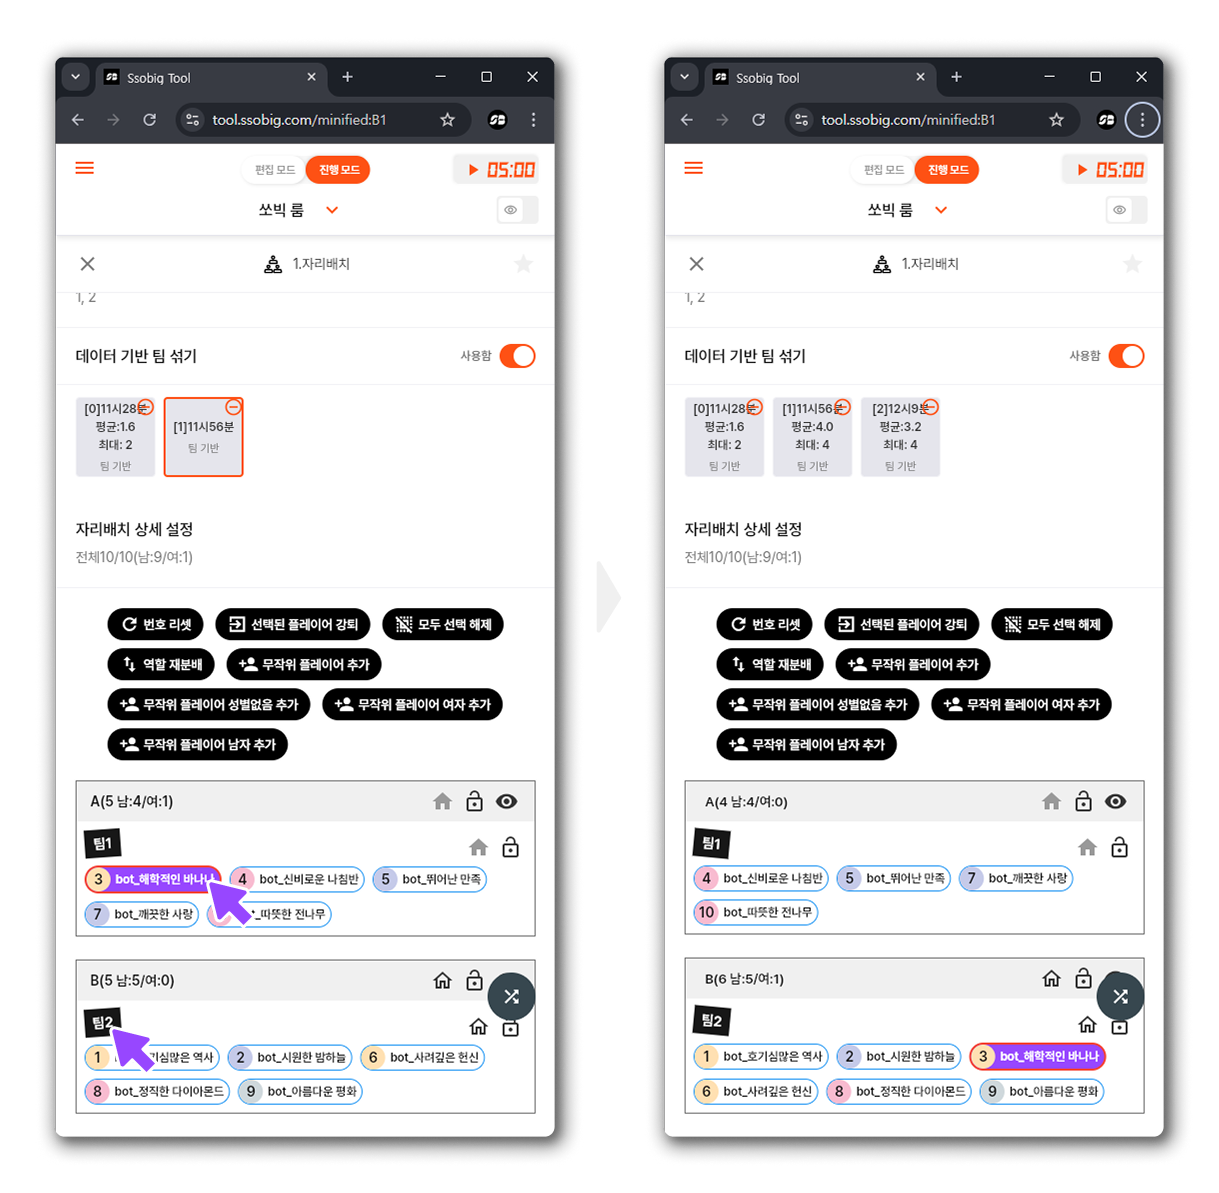 Ssobig Tool
tool.ssobig.com/minified:B1
편집 모드 진행 모드
05:00
쏘빅 룸
1.자리배치
1, 2
데이터 기반 팀 섞기
사용함
[0]11시28분
평균:1.6
최대: 2
팀 기반
[1]11시56분
팀 기반
자리배치 상세 설정
전체10/10(남:9/여:1)
번호 리셋 선택된 플레이어 강퇴 모두 선택 해제
역할 재분배 무작위 플레이어 추가
무작위 플레이어 성별없음 추가 무작위 플레이어 여자 추가
무작위 플레이어 남자 추가
A(5 남:4/여:1)
팀1
3 bot_해학적인 바나나 4 bot_신비로운 나침반 5 bot_뛰어난 만족
7 bot_깨끗한 사랑 _따뜻한 전나무
B(5 남:5/여:0)
팀2
1 기심많은 역사 2 bot_시원한 밤하늘 6 bot_사려깊은 헌신
8 bot_정직한 다이아몬드 9 bot_아름다운 평화
Ssobig Tool
tool.ssobig.com/minified:B1
편집 모드 진행 모드
05:00
쏘빅 룸
1.자리배치
1, 2
데이터 기반 팀 섞기
사용함
[0]11시28분
평균:1.6
최대: 2
팀 기반
[1]11시56분
평균:4.0
최대: 4
팀 기반
[2]12시9분
평균:3.2
최대: 4
팀 기반
자리배치 상세 설정
전체10/10(남:9/여:1)
번호 리셋 선택된 플레이어 강퇴 모두 선택 해제
역할 재분배 무작위 플레이어 추가
무작위 플레이어 성별없음 추가 무작위 플레이어 여자 추가
무작위 플레이어 남자 추가
A(4 남:4/여:0)
팀1
4 bot_신비로운 나침반 5 bot_뛰어난 만족 7 bot_깨끗한 사랑
10 bot_따뜻한 전나무
B(6 남:5/여:1)
팀2
1 bot_호기심많은 역사 2 bot_시원한 밤하늘 3 bot_해학적인 바나나
6 bot_사려깊은 헌신 8 bot_정직한 다이아몬드 9 bot_아름다운 평화